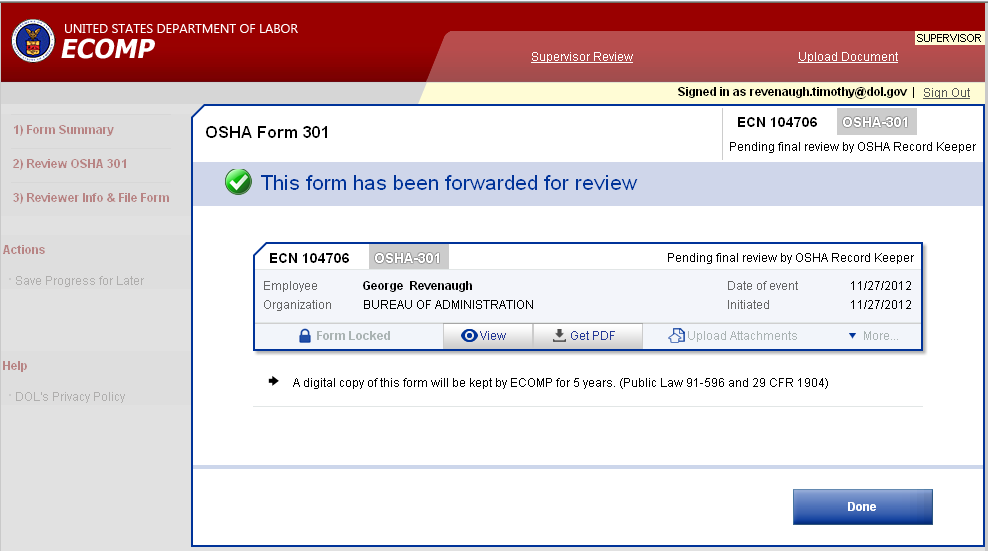 UNITED STATES DEPARTMENT OF LABOR
ECOMP
SUPERVISOR
Supervisor Review
Upload Document
Signed in as revenaugh.timothy@dol.gov | Sign Out
1) Form Summary
2) Review OSHA 301
3) Reviewer Info & File Form
Actions
· Save Progress for Later
Help
· DOL's Privacy Policy
OSHA Form 301
ECN 104706 OSHA-301
Pending final review by OSHA Record Keeper
This form has been forwarded for review
ECN 104706 OSHA-301 Pending final review by OSHA Record Keeper
Employee George Revenaugh Date of event 11/27/2012
Organization BUREAU OF ADMINISTRATION Initiated 11/27/2012
Form Locked View Get PDF Upload Attachments More...
A digital copy of this form will be kept by ECOMP for 5 years. (Public Law 91-596 and 29 CFR 1904)
Done